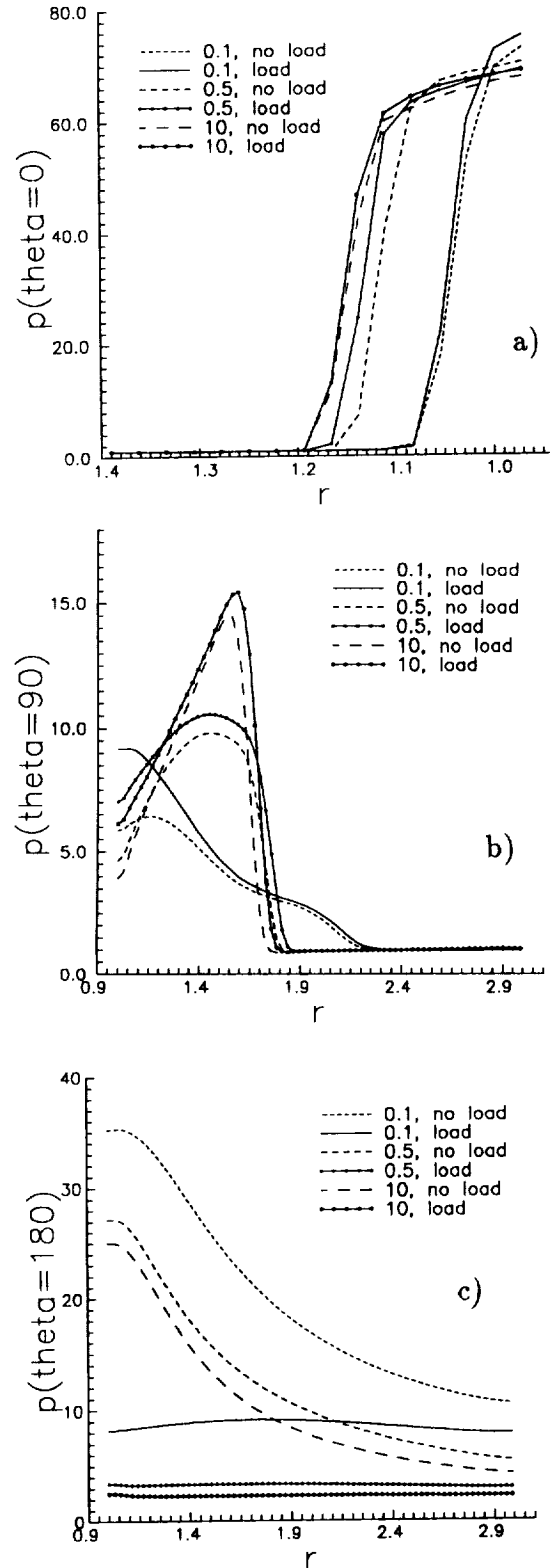 80.0
60.0
40.0
20.0
0.0
p(theta=0)
0.1, no load
0.1, load
0.5, no load
0.5, load
10, no load
10, load
a)
1.4 1.3 1.2 1.1 1.0
r
15.0
10.0
5.0
0.0
p(theta=90)
0.1, no load
0.1, load
0.5, no load
0.5, load
10, no load
10, load
b)
0.9 1.4 1.9 2.4 2.9
r
40
30
20
10
0
p(theta=180)
0.1, no load
0.1, load
0.5, no load
0.5, load
10, no load
10, load
c)
0.9 1.4 1.9 2.4 2.9
r